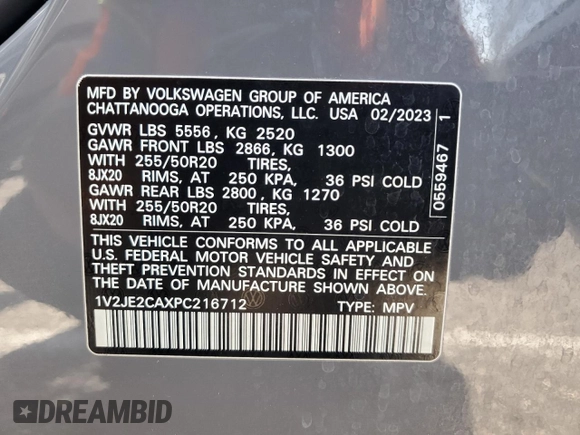 MFD BY VOLKSWAGEN GROUP OF AMERICA
CHATTANOOGA OPERATIONS, LLC. USA 02/2023
GVWR LBS 5556, KG 2520
GAWR FRONT LBS 2866, KG 1300
WITH 255/50R20 TIRES,
8JX20 RIMS, AT 250 KPA, 36 PSI COLD
GAWR REAR LBS 2800, KG 1270
WITH 255/50R20 TIRES,
8JX20 RIMS, AT 250 KPA, 36 PSI COLD
THIS VEHICLE CONFORMS TO ALL APPLICABLE
U.S. FEDERAL MOTOR VEHICLE SAFETY AND
THEFT PREVENTION STANDARDS IN EFFECT ON
THE DATE OF MANUFACTURE SHOWN ABOVE.
1V2JE2CAXPC216712 TYPE: MPV
0559467 1
DREAMBID